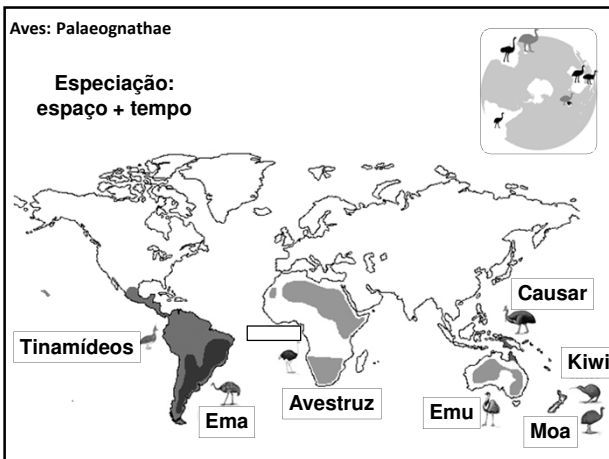 Aves: Palaeognathae
Especiação:
espaço + tempo
Causar
Tinamídeos
Kiwi
Avestruz
Ema
Emu
Moa